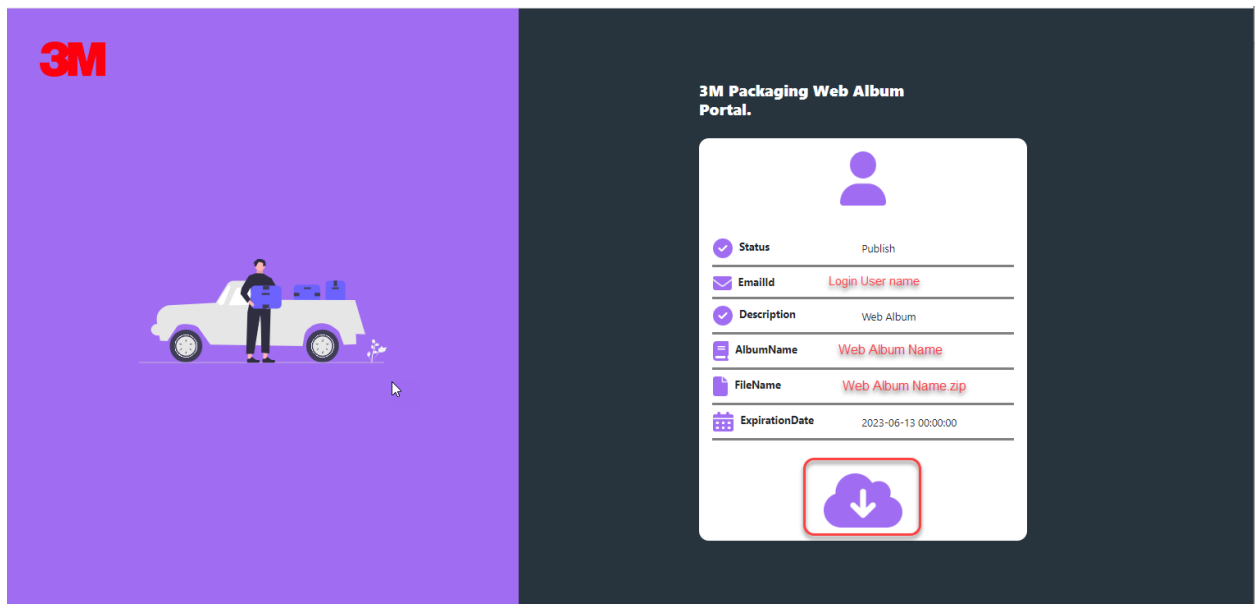 3M
3M Packaging Web Album
Portal.
Status Publish
EmailId Login User name
Description Web Album
AlbumName Web Album Name
FileName Web Album Name.zip
ExpirationDate 2023-06-13 00:00:00